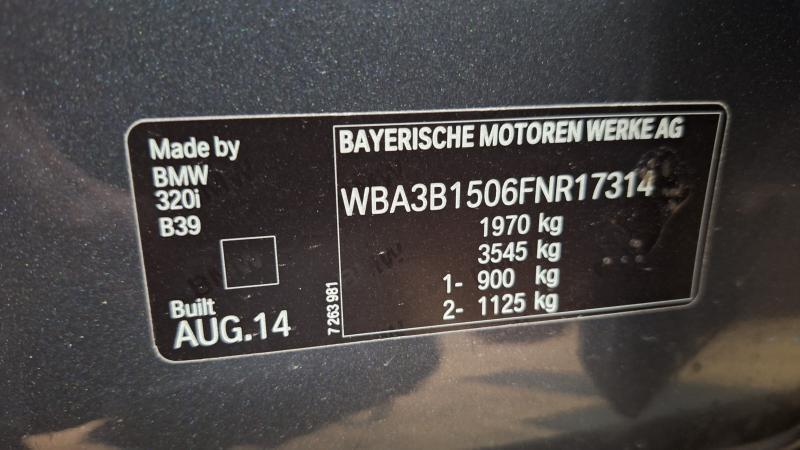 Made by
BMW
320i
B39
Built
AUG.14
7 263 981
BAYERISCHE MOTOREN WERKE AG
WBA3B1506FNR17314
1970 kg
3545 kg
1- 900 kg
2- 1125 kg